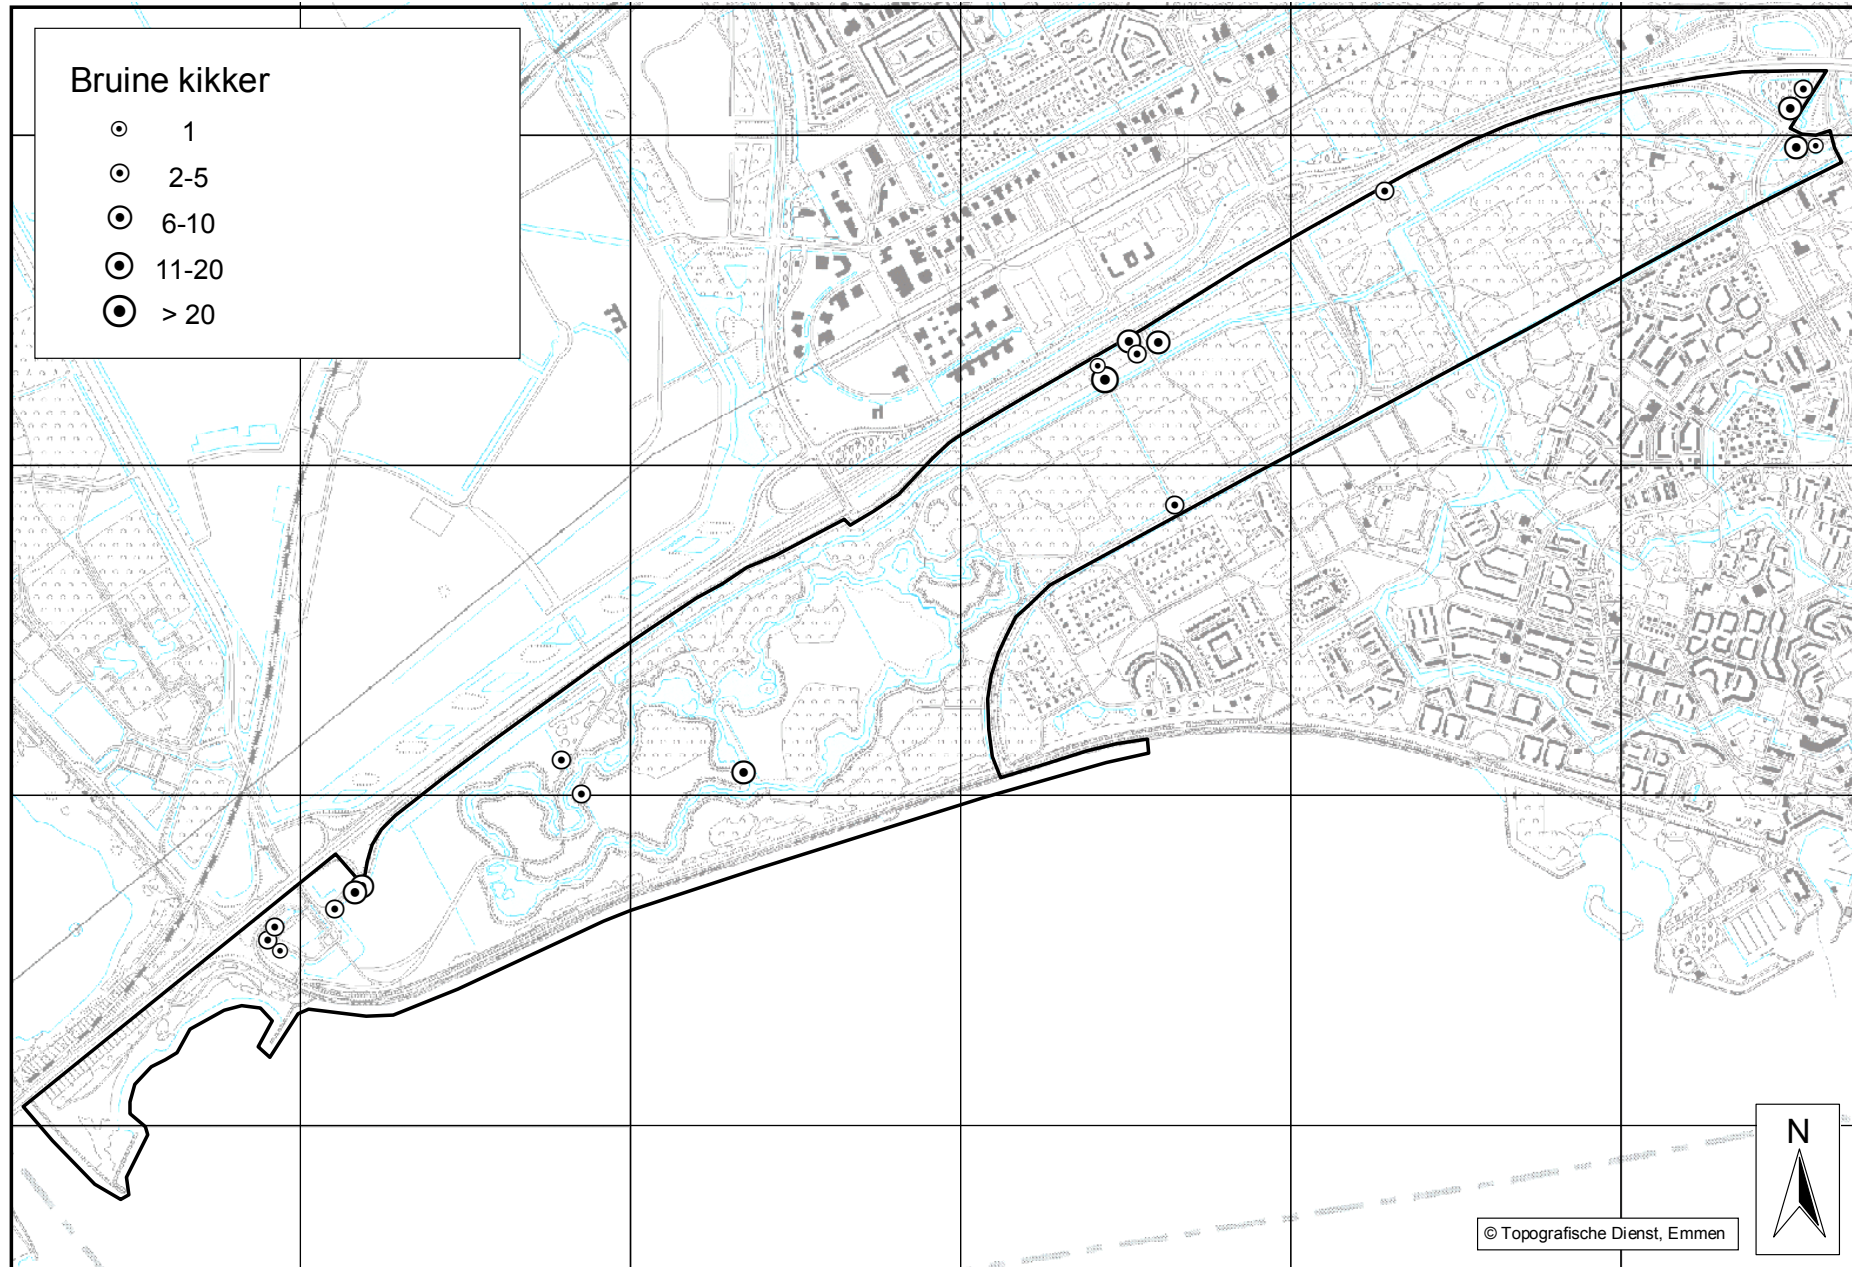 Bruine kikker
1
2-5
6-10
11-20
> 20
N
© Topografische Dienst, Emmen